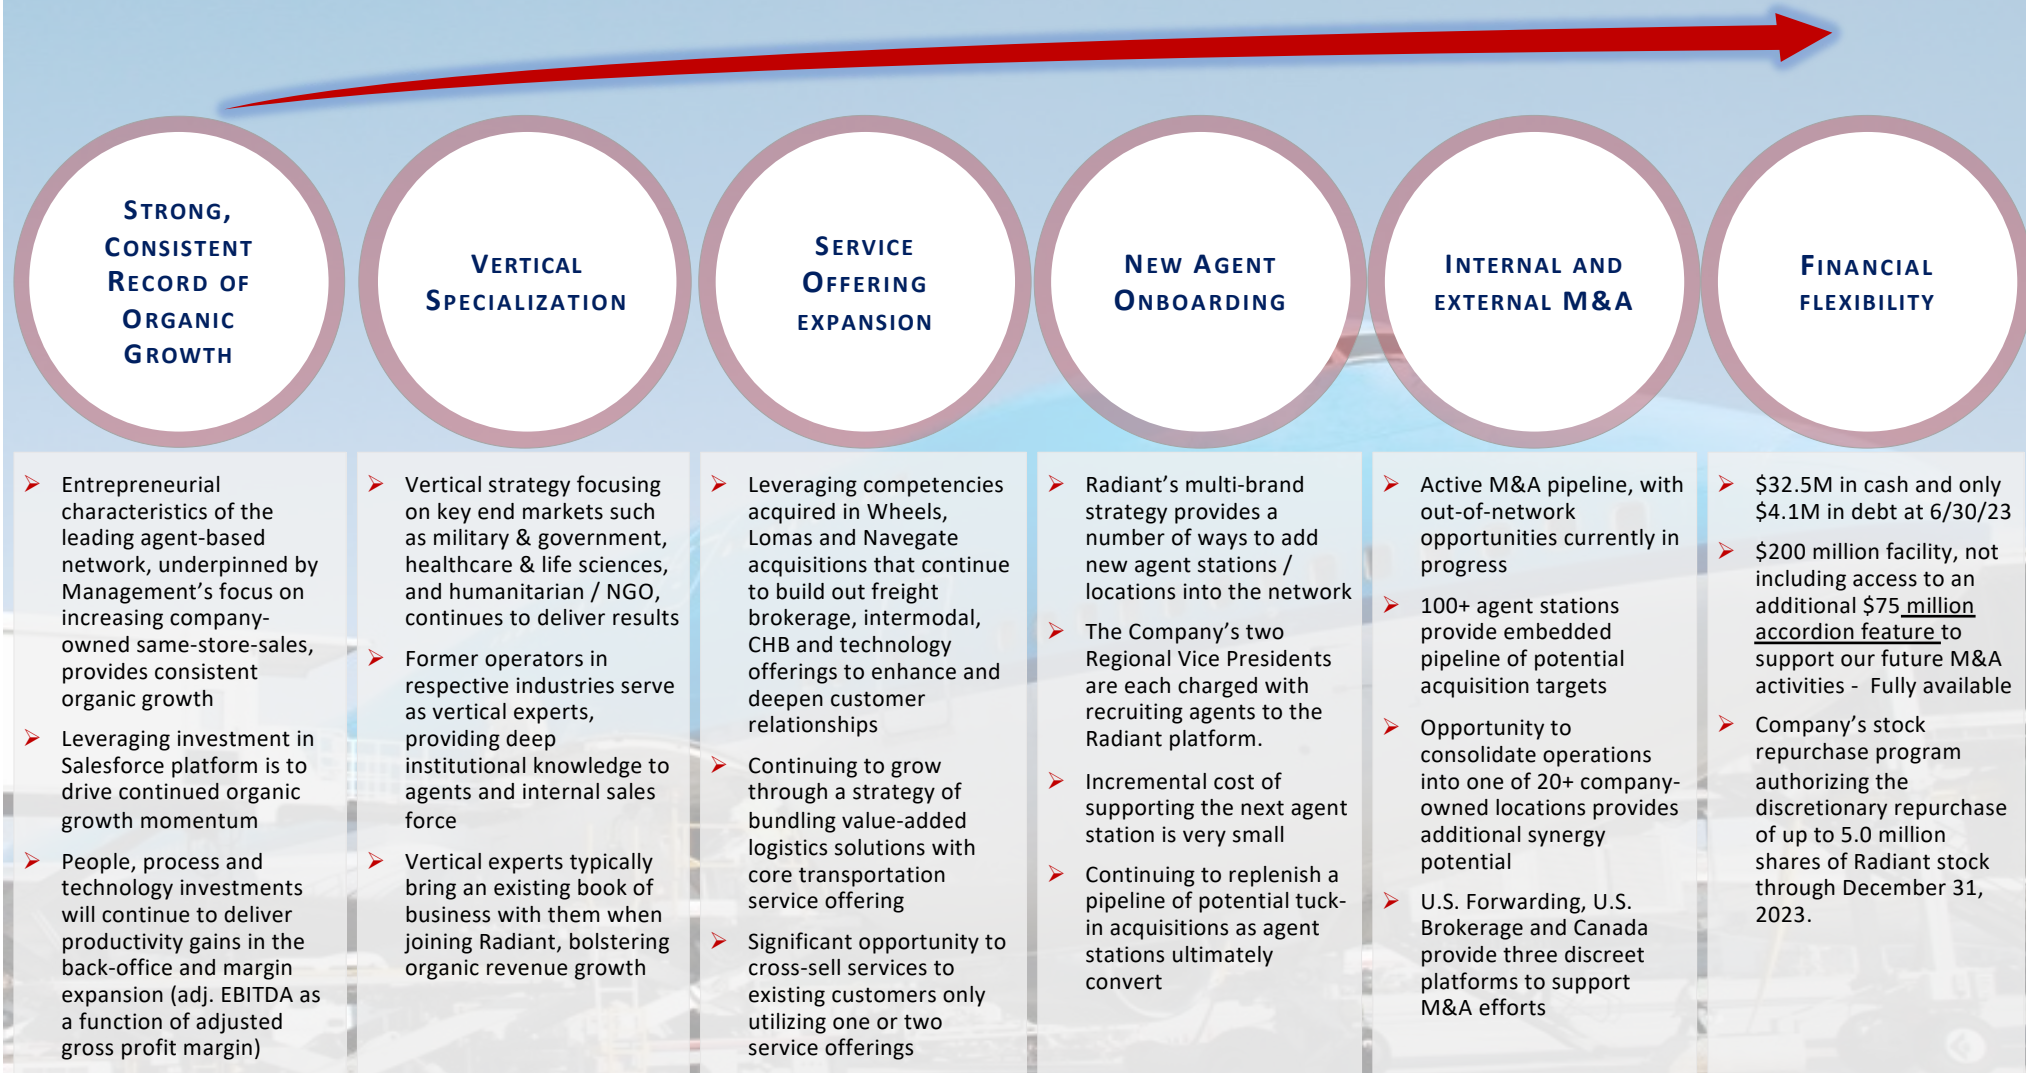 STRONG,
CONSISTENT
RECORD OF
ORGANIC
GROWTH
VERTICAL
SPECIALIZATION
SERVICE
OFFERING
EXPANSION
NEW AGENT
ONBOARDING
INTERNAL AND
EXTERNAL M&A
FINANCIAL
FLEXIBILITY
➢ Entrepreneurial
characteristics of the
leading agent-based
network, underpinned by
Management’s focus on
increasing company-
owned same-store-sales,
provides consistent
organic growth
➢ Leveraging investment in
Salesforce platform is to
drive continued organic
growth momentum
➢ People, process and
technology investments
will continue to deliver
productivity gains in the
back-office and margin
expansion (adj. EBITDA as
a function of adjusted
gross profit margin)
➢ Vertical strategy focusing
on key end markets such
as military & government,
healthcare & life sciences,
and humanitarian / NGO,
continues to deliver results
➢ Former operators in
respective industries serve
as vertical experts,
providing deep
institutional knowledge to
agents and internal sales
force
➢ Vertical experts typically
bring an existing book of
business with them when
joining Radiant, bolstering
organic revenue growth
➢ Leveraging competencies
acquired in Wheels,
Lomas and Navegate
acquisitions that continue
to build out freight
brokerage, intermodal,
CHB and technology
offerings to enhance and
deepen customer
relationships
➢ Continuing to grow
through a strategy of
bundling value-added
logistics solutions with
core transportation
service offering
➢ Significant opportunity to
cross-sell services to
existing customers only
utilizing one or two
service offerings
➢ Radiant’s multi-brand
strategy provides a
number of ways to add
new agent stations /
locations into the network
➢ The Company’s two
Regional Vice Presidents
are each charged with
recruiting agents to the
Radiant platform.
➢ Incremental cost of
supporting the next agent
station is very small
➢ Continuing to replenish a
pipeline of potential tuck-
in acquisitions as agent
stations ultimately
convert
➢ Active M&A pipeline, with
out-of-network
opportunities currently in
progress
➢ 100+ agent stations
provide embedded
pipeline of potential
acquisition targets
➢ Opportunity to
consolidate operations
into one of 20+ company-
owned locations provides
additional synergy
potential
➢ U.S. Forwarding, U.S.
Brokerage and Canada
provide three discreet
platforms to support
M&A efforts
➢ $32.5M in cash and only
$4.1M in debt at 6/30/23
➢ $200 million facility, not
including access to an
additional $75 million
accordion feature to
support our future M&A
activities - Fully available
➢ Company’s stock
repurchase program
authorizing the
discretionary repurchase
of up to 5.0 million
shares of Radiant stock
through December 31,
2023.